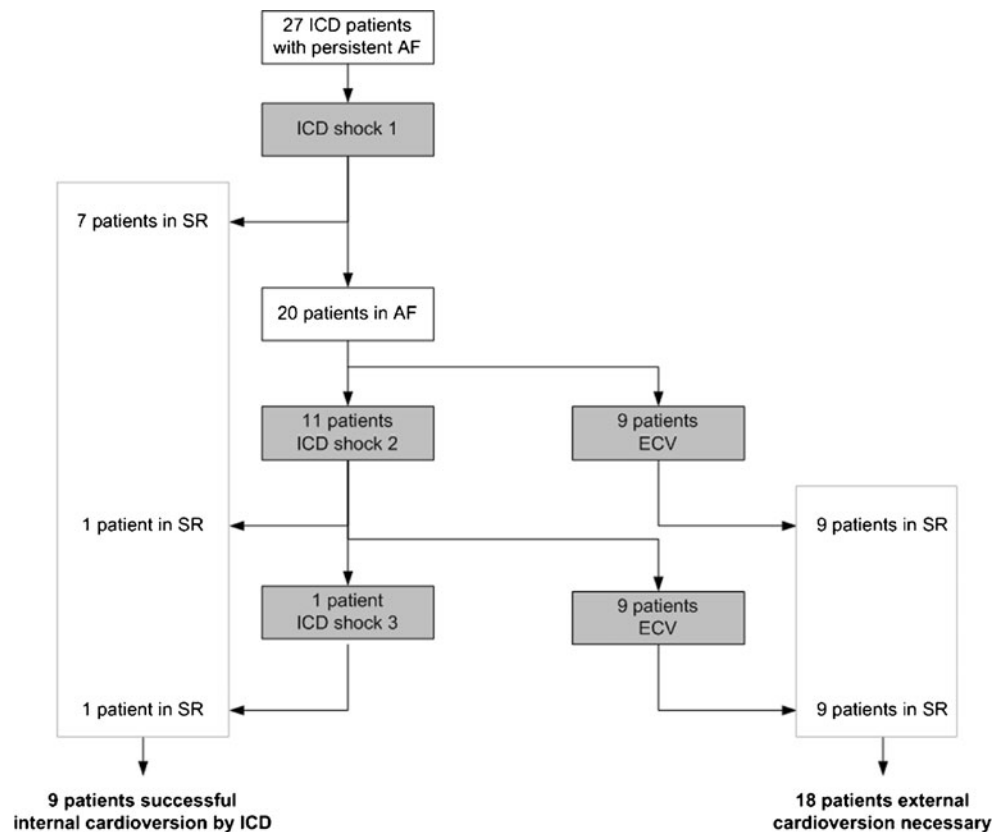 27 ICD patients
with persistent AF
ICD shock 1
7 patients in SR
20 patients in AF
11 patients
ICD shock 2
9 patients
ECV
1 patient in SR
9 patients in SR
1 patient
ICD shock 3
9 patients
ECV
1 patient in SR
9 patients in SR
9 patients successful
internal cardioversion by ICD
18 patients external
cardioversion necessary